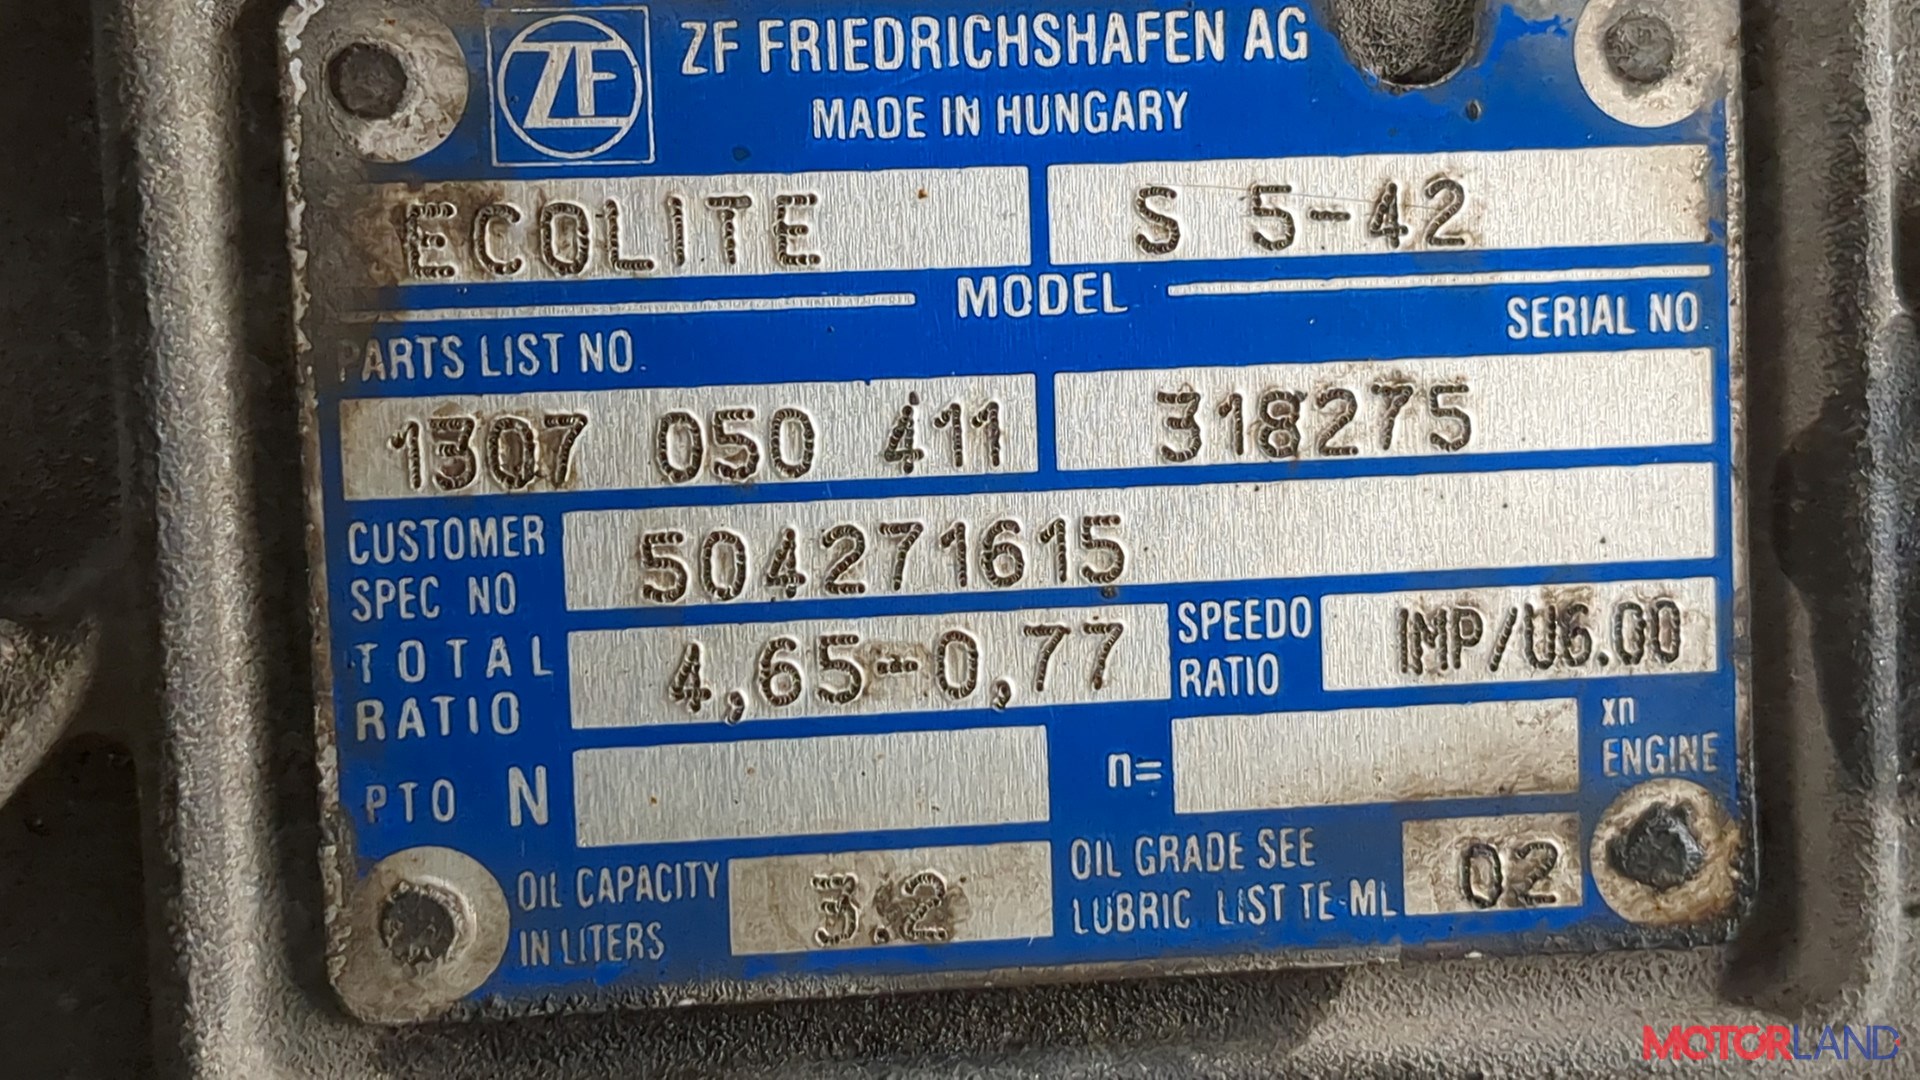 ZF
ZF FRIEDRICHSHAFEN AG
MADE IN HUNGARY
ECOLITE S 5-42
MODEL
PARTS LIST NO. SERIAL NO.
1307 050 411 318275
CUSTOMER SPEC NO 504271615
TOTAL RATIO 4,65-0,77 SPEEDO RATIO IMP/U6.00
PTO N n= xn ENGINE
OIL CAPACITY IN LITERS 3.2 OIL GRADE SEE LUBRIC LIST TE-ML 02
MOTORLAND